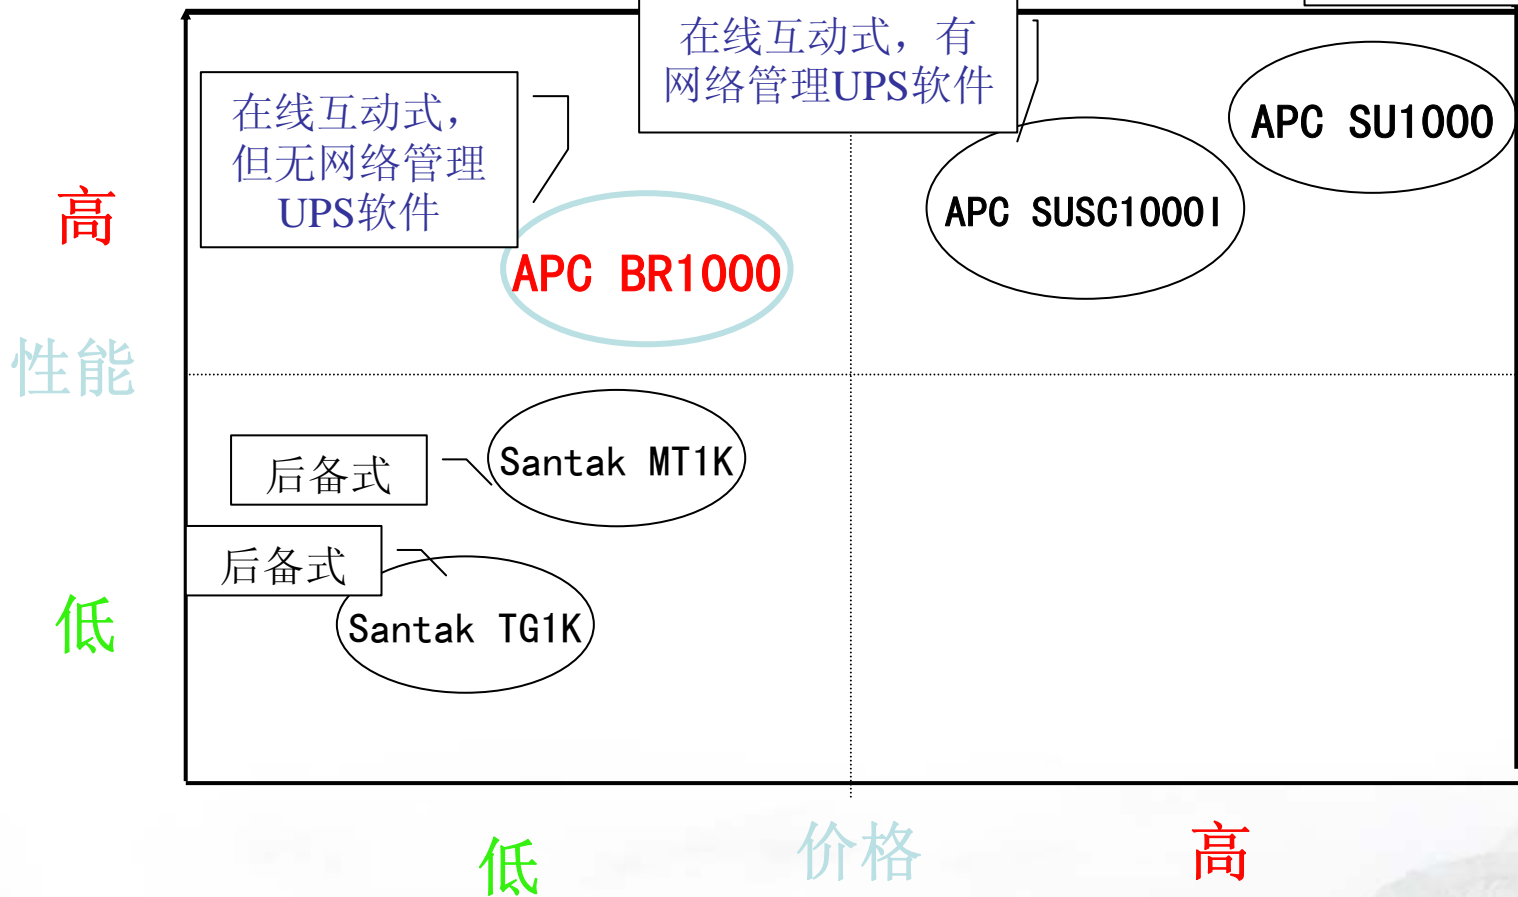 在线互动式，有
网络管理UPS软件
在线互动式，
但无网络管理
UPS软件
APC SU1000
APC SUSC1000I
高
APC BR1000
性能
后备式
Santak MT1K
后备式
Santak TG1K
低
低
价格
高